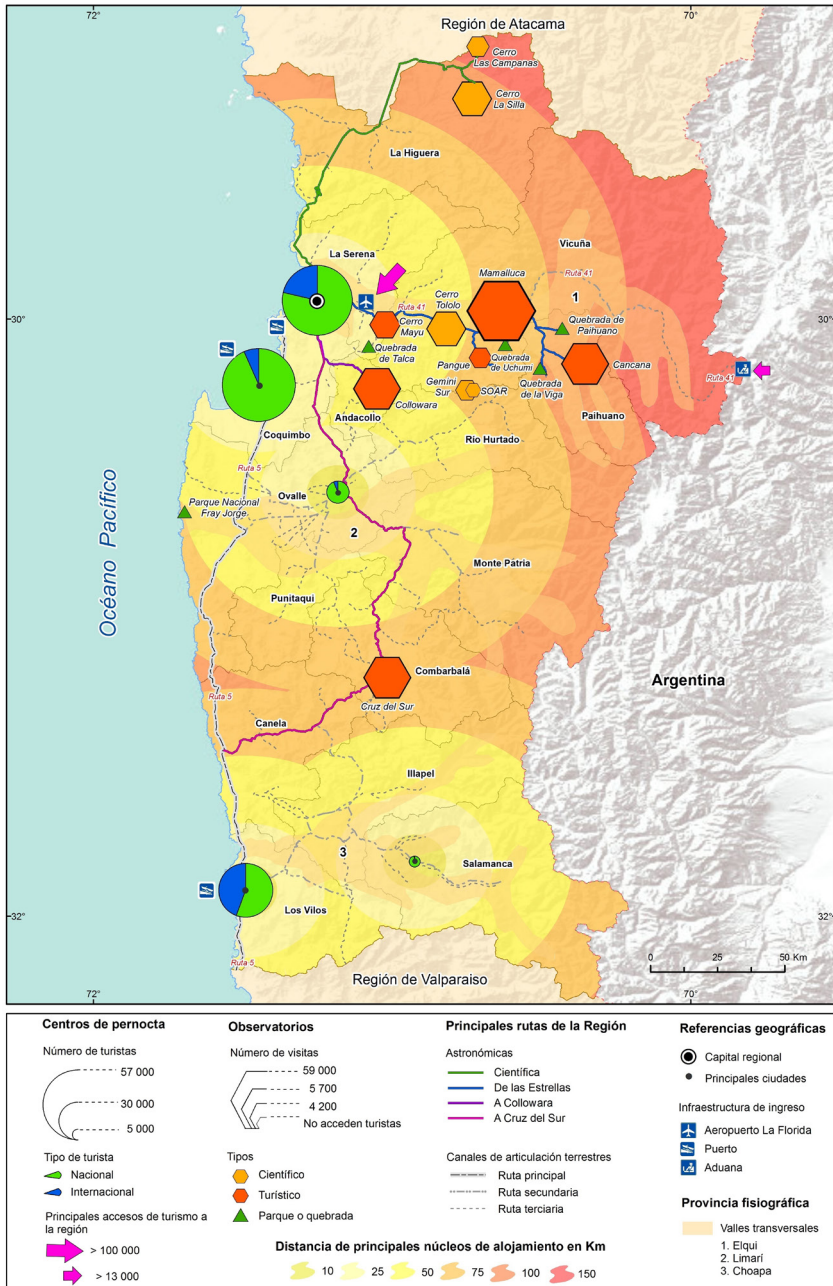 72°
70°
Región de Atacama
Cerro
Las Campanas
Cerro
La Silla
La Higuera
Vicuña
La Serena
Mamalluca
Ruta 41
1
Cerro
Tololo
Ruta 41
30°
30°
Cerro
Mayu
Quebrada de
Paihuano
Quebrada
de Talca
Pangue
Quebrada
de Uchumi
Cancana
Ruta 41
Gemini
Sur
SOAR
Quebrada
de la Viga
Collowara
Andacollo
Paihuano
Coquimbo
Río Hurtado
Ruta 5
Ovalle
Parque Nacional
Fray Jorge
2
Océano Pacífico
Monte Patria
Punitaqui
Combarbalá
Argentina
Ruta 5
Cruz del Sur
Canela
Illapel
3
Salamanca
Los Vilos
32°
32°
Ruta 5
0 25 50 Km
Región de Valparaiso
72°
70°
Centros de pernocta
Número de turistas
57 000
30 000
5 000
Tipo de turista
Nacional
Internacional
Principales accesos de turismo a
la región
> 100 000
> 13 000
Observatorios
Número de visitas
59 000
5 700
4 200
No acceden turistas
Tipos
Científico
Turístico
Parque o quebrada
Principales rutas de la Región
Astronómicas
Científica
De las Estrellas
A Collowara
A Cruz del Sur
Canales de articulación terrestres
Ruta principal
Ruta secundaria
Ruta terciaria
Referencias geográficas
Capital regional
Principales ciudades
Infraestructura de ingreso
Aeropuerto La Florida
Puerto
Aduana
Provincia fisiográfica
Valles transversales
1. Elqui
2. Limarí
3. Choapa
Distancia de principales núcleos de alojamiento en Km
10 25 50 75 100 150